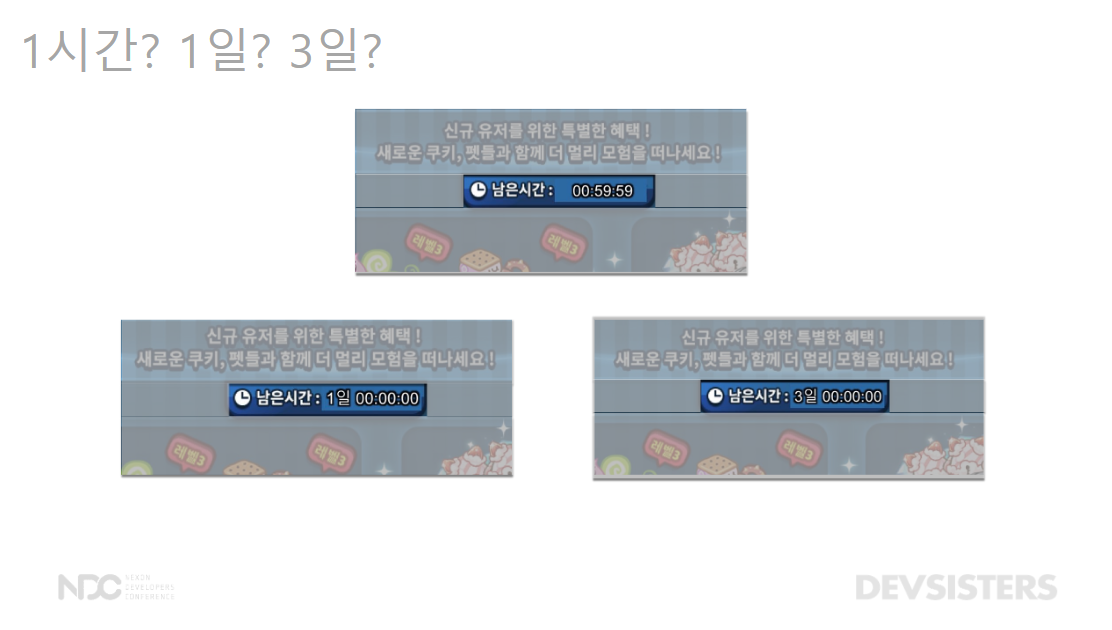 1시간? 1일? 3일?
신규 유저를 위한 특별한 혜택 !
새로운 쿠키, 펫들과 함께 더 멀리 모험을 떠나세요 !
남은시간 : 00:59:59
레벨3 레벨3
신규 유저를 위한 특별한 혜택 !
새로운 쿠키, 펫들과 함께 더 멀리 모험을 떠나세요 !
남은시간 : 1일 00:00:00
레벨3 레벨3
신규 유저를 위한 특별한 혜택 !
새로운 쿠키, 펫들과 함께 더 멀리 모험을 떠나세요 !
남은시간 : 3일 00:00:00
레벨3 레벨3
NDC
NEXON
DEVELOPERS
CONFERENCE
DEVSISTERS